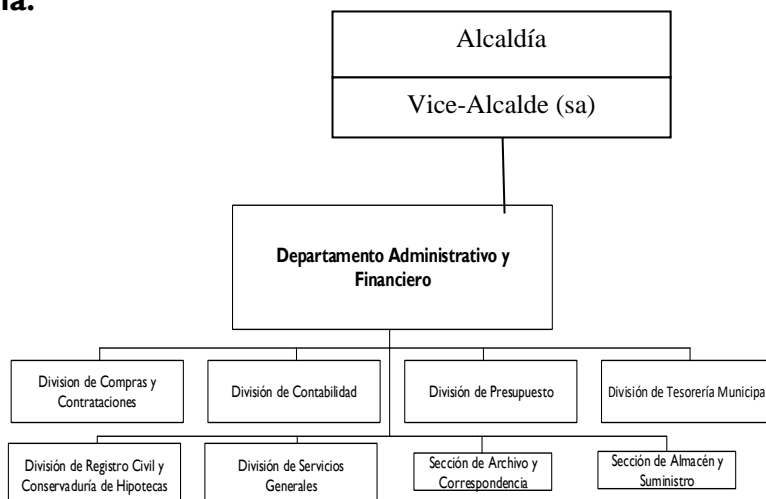 ía.
Alcaldía
Vice-Alcalde (sa)
Departamento Administrativo y
Financiero
Division de Compras y
Contrataciones
División de Contabilidad
División de Presupuesto
División de Tesorería Municipa
División de Registro Civil y
Conservaduría de Hipotecas
División de Servicios
Generales
Sección de Archivo y
Correspondencia
Sección de Almacén y
Suministro